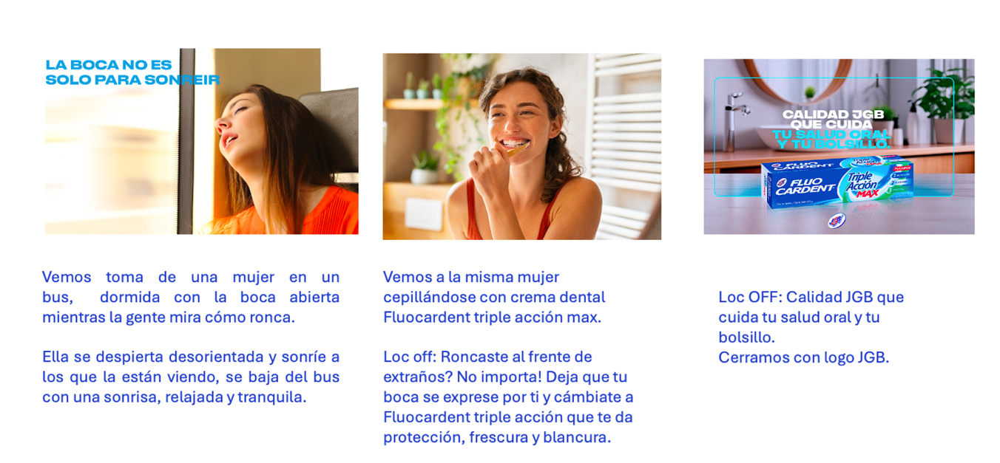 LA BOCA NO ES
SOLO PARA SONREIR
CALIDAD JGB
QUE CUIDA
TU SALUD ORAL
Y TU BOLSILLO.
FLUO
CARDENT
FLUO
CARDENT
Triple
Acción
MAX
JGB
Vemos toma de una mujer en un
bus, dormida con la boca abierta
mientras la gente mira cómo ronca.
Ella se despierta desorientada y sonríe a
los que la están viendo, se baja del bus
con una sonrisa, relajada y tranquila.
Vemos a la misma mujer
cepillándose con crema dental
Fluocardent triple acción max.
Loc off: Roncaste al frente de
extraños? No importa! Deja que tu
boca se exprese por ti y cámbiate a
Fluocardent triple acción que te da
protección, frescura y blancura.
Loc OFF: Calidad JGB que
cuida tu salud oral y tu
bolsillo.
Cerramos con logo JGB.